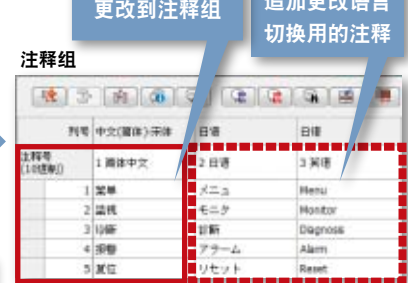 更改到注释组
追加更改语言
切换用的注释
注释组
列号 中文(简体)-宋体 日语 日语
注释号 1 简体中文 2 日语 3 英语
(10进制)
1 菜单 メニュ Menu
2 监视 モニタ Monitor
3 诊断 診断 Diagnosis
4 报警 アラーム Alarm
5 复位 リセット Reset